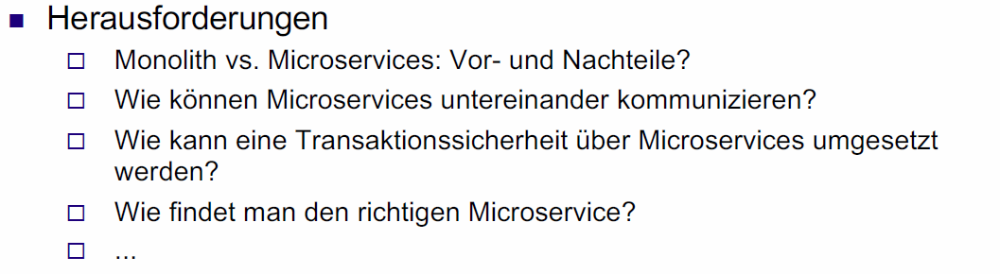 Herausforderungen
Monolith vs. Microservices: Vor- und Nachteile?
Wie können Microservices untereinander kommunizieren?
Wie kann eine Transaktionssicherheit über Microservices umgesetzt
werden?
Wie findet man den richtigen Microservice?
...